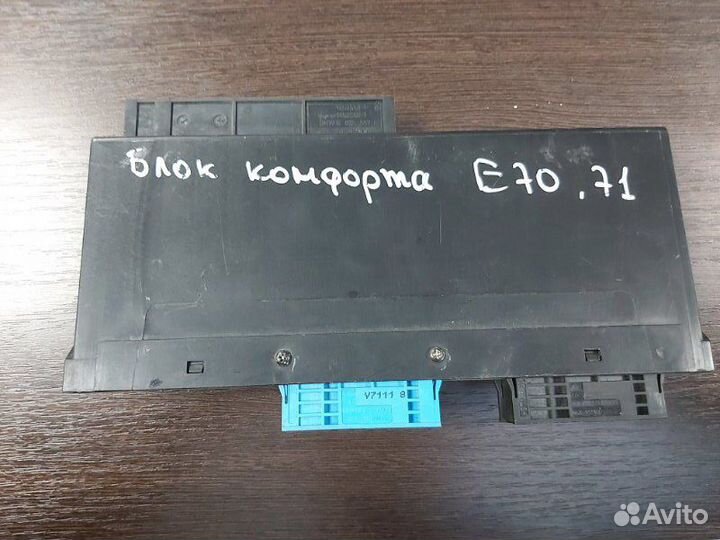 Блок комфорта E70.71
V7111 8
Avito